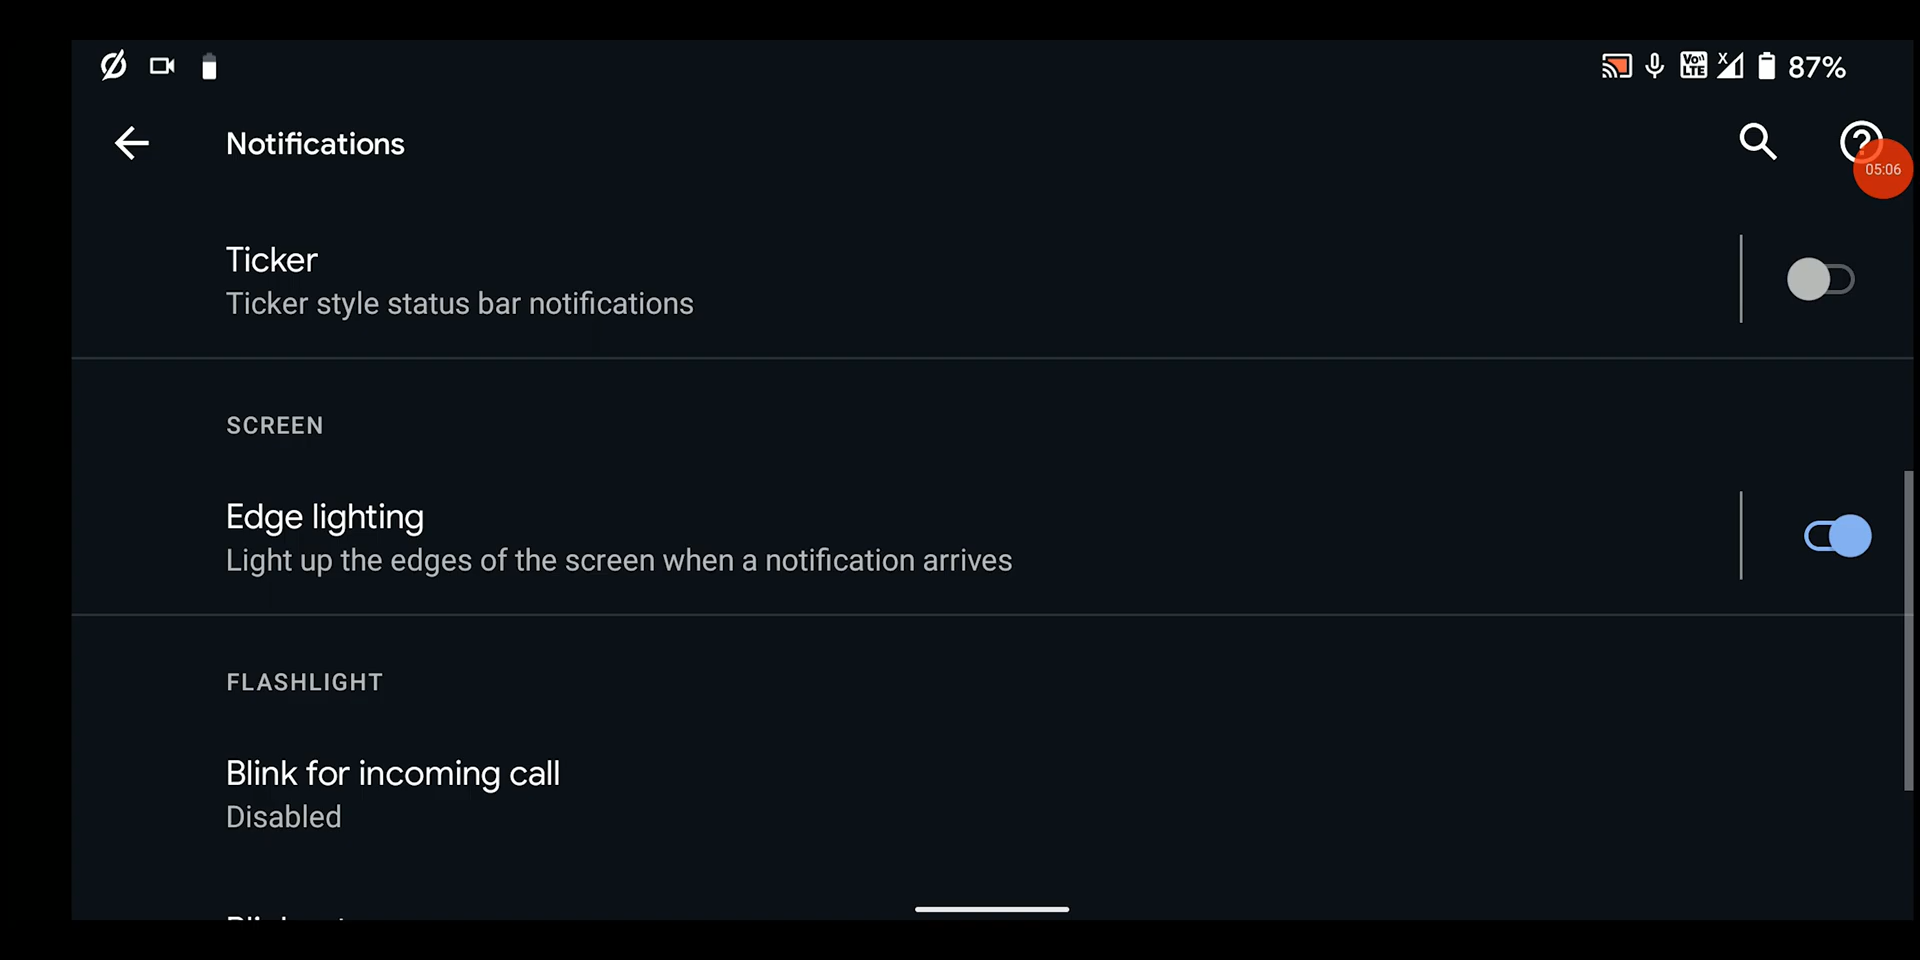 87%
Notifications
05:06
Ticker
Ticker style status bar notifications
SCREEN
Edge lighting
Light up the edges of the screen when a notification arrives
FLASHLIGHT
Blink for incoming call
Disabled